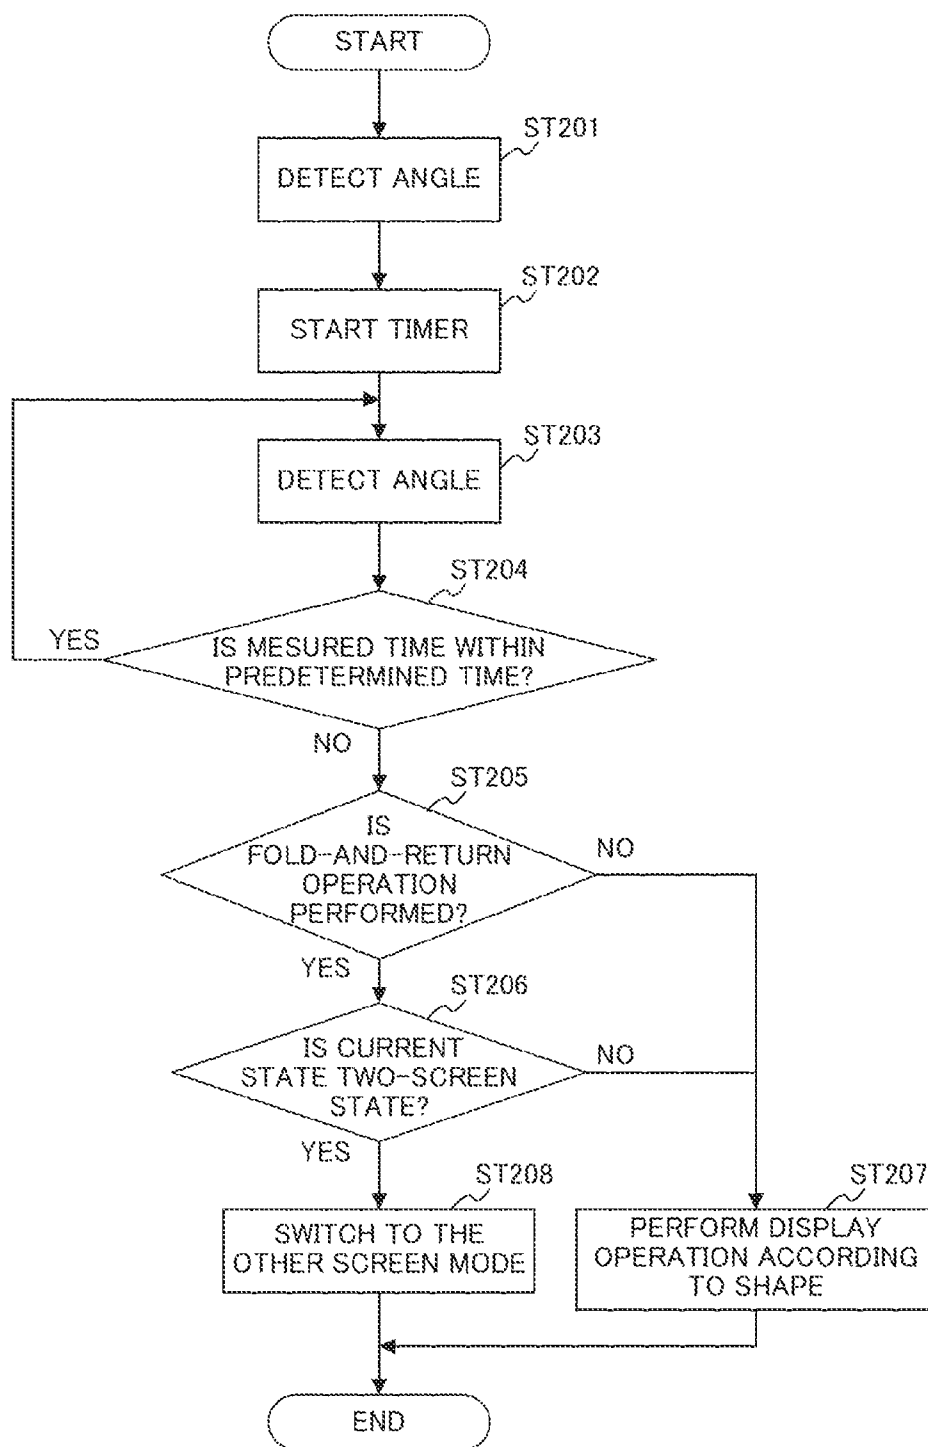 START
ST201
DETECT ANGLE
ST202
START TIMER
ST203
DETECT ANGLE
ST204
YES
IS MESURED TIME WITHIN
PREDETERMINED TIME?
NO
ST205
IS
FOLD-AND-RETURN
OPERATION
PERFORMED?
NO
YES
ST206
IS CURRENT
STATE TWO-SCREEN
STATE?
NO
YES
ST208
SWITCH TO THE
OTHER SCREEN MODE
ST207
PERFORM DISPLAY
OPERATION ACCORDING
TO SHAPE
END